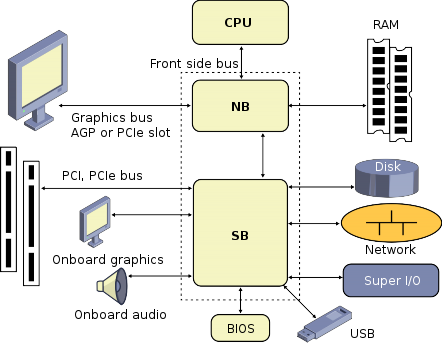 CPU
RAM
Front side bus
NB
Graphics bus
AGP or PCIe slot
PCI, PCIe bus
Disk
SB
Onboard graphics
Network
Super I/O
Onboard audio
BIOS
USB